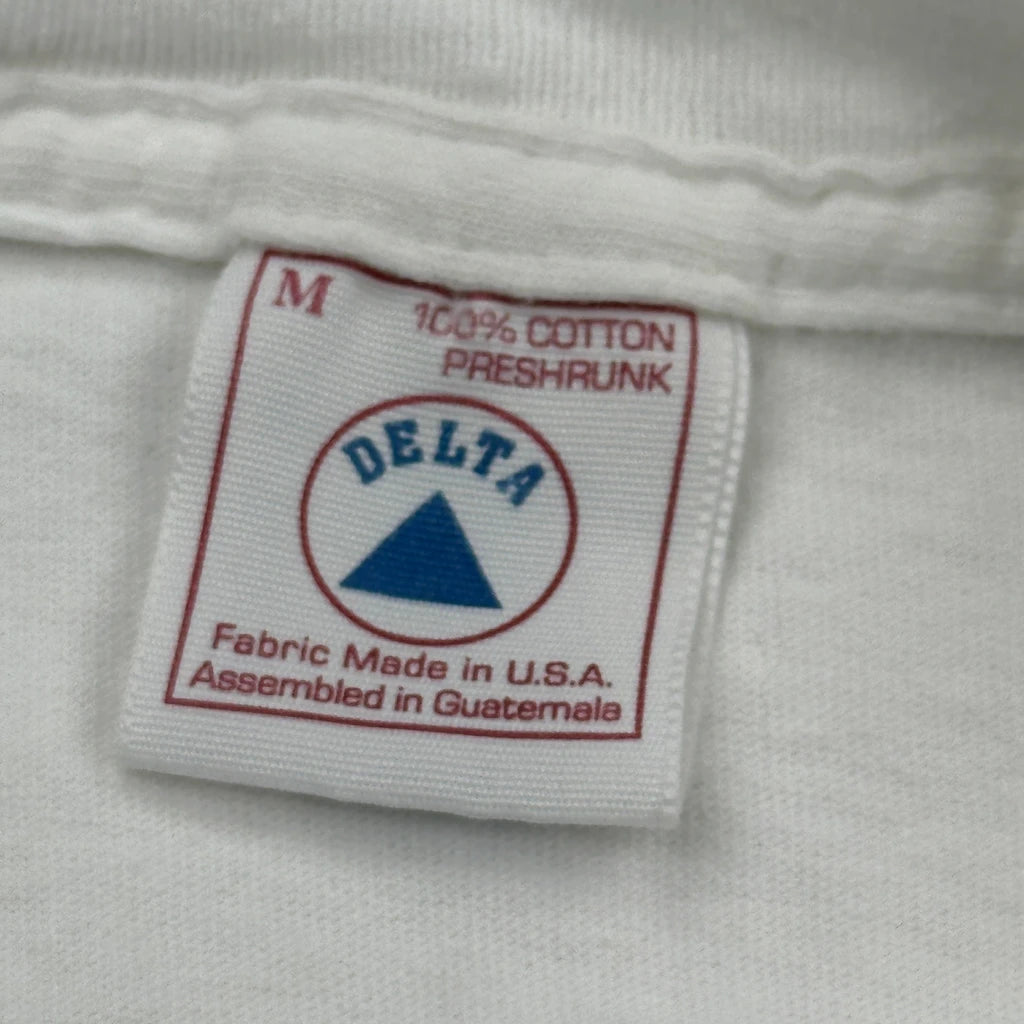 M
100% COTTON
PRESHRUNK
DELTA
Fabric Made in U.S.A.
Assembled in Guatemala